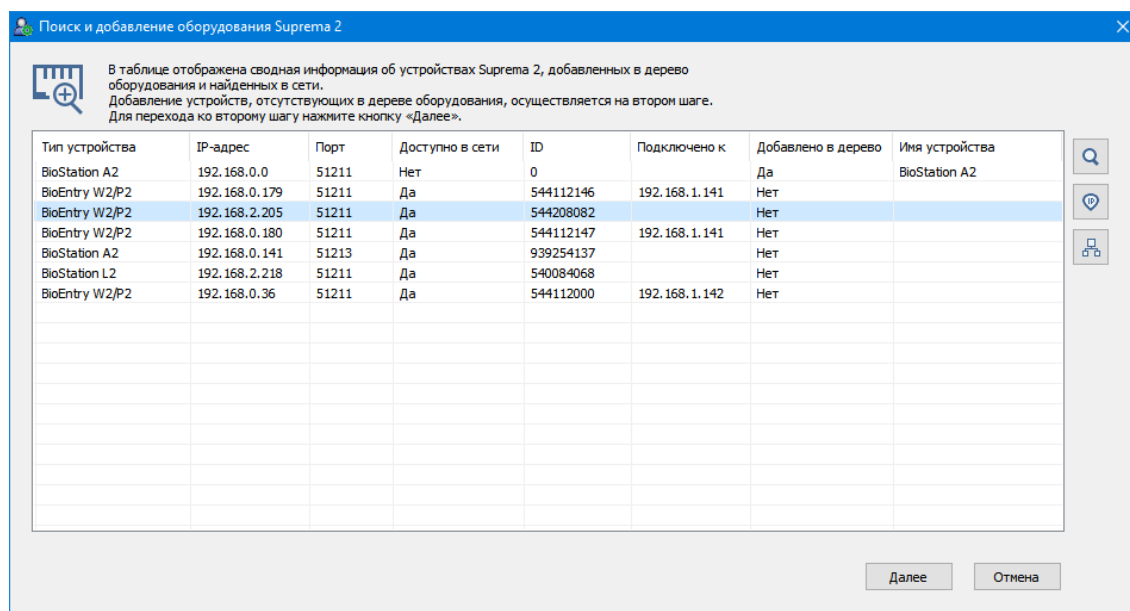 Поиск и добавление оборудования Suprema 2
В таблице отображена сводная информация об устройствах Suprema 2, добавленных в дерево
оборудования и найденных в сети.
Добавление устройств, отсутствующих в дереве оборудования, осуществляется на втором шаге.
Для перехода ко второму шагу нажмите кнопку «Далее».
Тип устройства IP-адрес Порт Доступно в сети ID Подключено к Добавлено в дерево Имя устройства
BioStation A2 192.168.0.0 51211 Нет 0 Да BioStation A2
BioEntry W2/P2 192.168.0.179 51211 Да 544112146 192.168.1.141 Нет
BioEntry W2/P2 192.168.2.205 51211 Да 544208082 Нет
BioEntry W2/P2 192.168.0.180 51211 Да 544112147 192.168.1.141 Нет
BioStation A2 192.168.0.141 51213 Да 939254137 Нет
BioStation L2 192.168.2.218 51211 Да 540084068 Нет
BioEntry W2/P2 192.168.0.36 51211 Да 544112000 192.168.1.142 Нет
IP
Далее Отмена